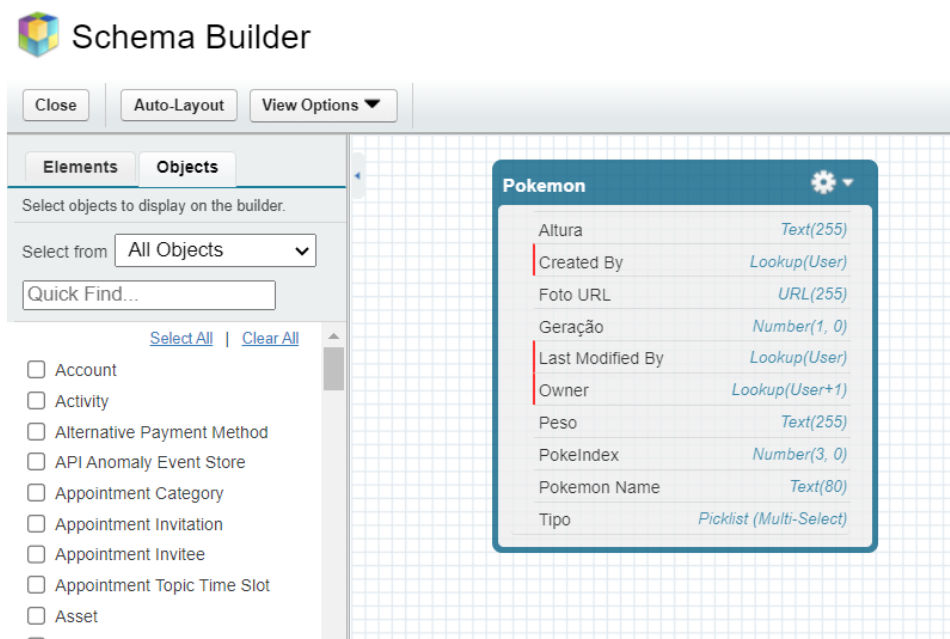 Schema Builder
Close
Auto-Layout
View Options
Elements
Objects
Select objects to display on the builder.
Select from All Objects
Quick Find...
Select All | Clear All
Account
Activity
Alternative Payment Method
API Anomaly Event Store
Appointment Category
Appointment Invitation
Appointment Invitee
Appointment Topic Time Slot
Asset
Pokemon
Altura Text(255)
Created By Lookup(User)
Foto URL URL(255)
Geração Number(1, 0)
Last Modified By Lookup(User)
Owner Lookup(User+1)
Peso Text(255)
PokeIndex Number(3, 0)
Pokemon Name Text(80)
Tipo Picklist (Multi-Select)